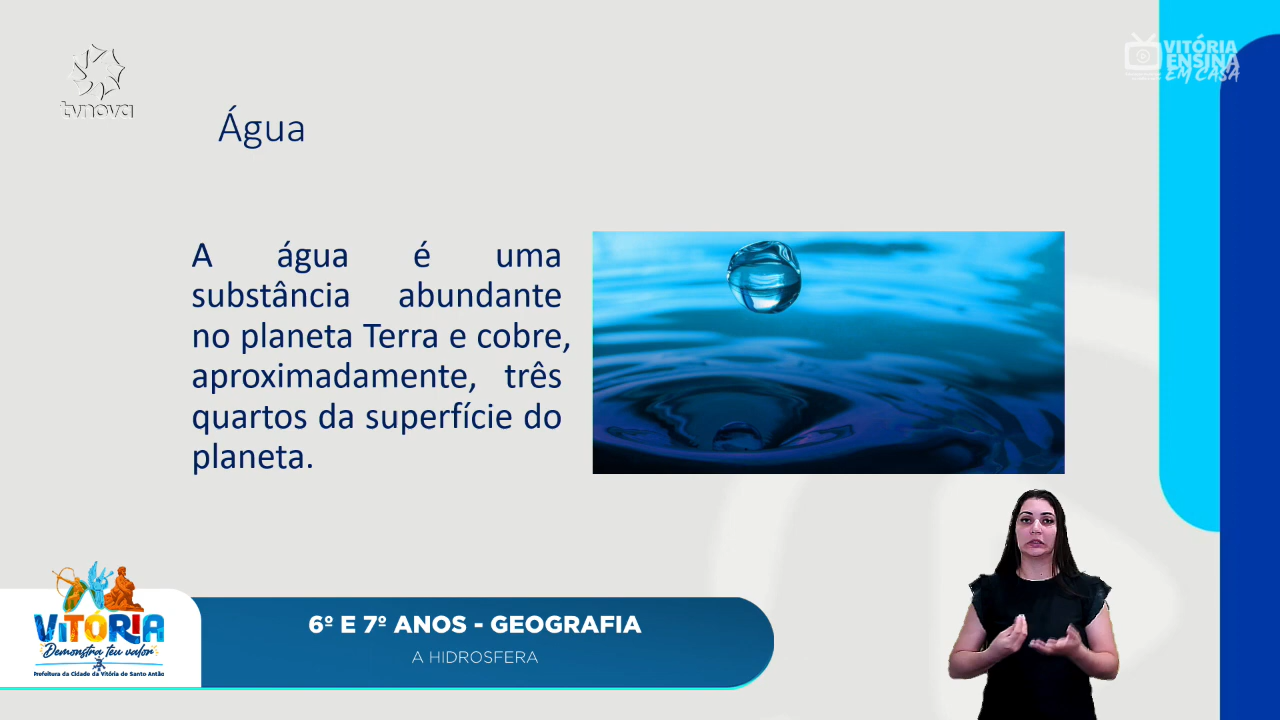 tvnova
VITÓRIA
ENSINA
EM CASA
Água
A água é uma
substância abundante
no planeta Terra e cobre,
aproximadamente, três
quartos da superfície do
planeta.
VITÓRIA
Demonstra teu valor
Prefeitura da Cidade da Vitória de Santo Antão
6º E 7º ANOS - GEOGRAFIA
A HIDROSFERA